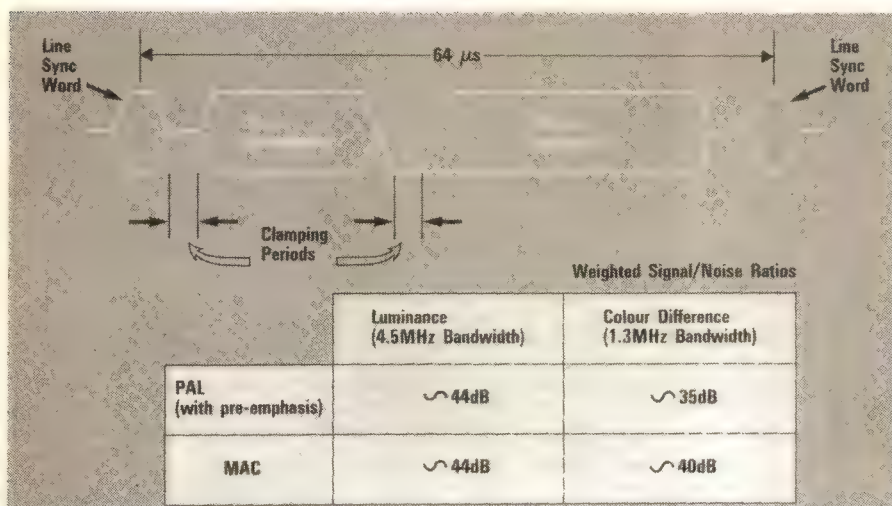 Line
Sync
Word
64 μs
Line
Sync
Word
Clamping
Periods
Weighted Signal/Noise Ratios
Luminance
(4.5MHz Bandwidth)
Colour Difference
(1.3MHz Bandwidth)
PAL
(with pre-emphasis)
∽44dB
∽35dB
MAC
∽44dB
∽40dB